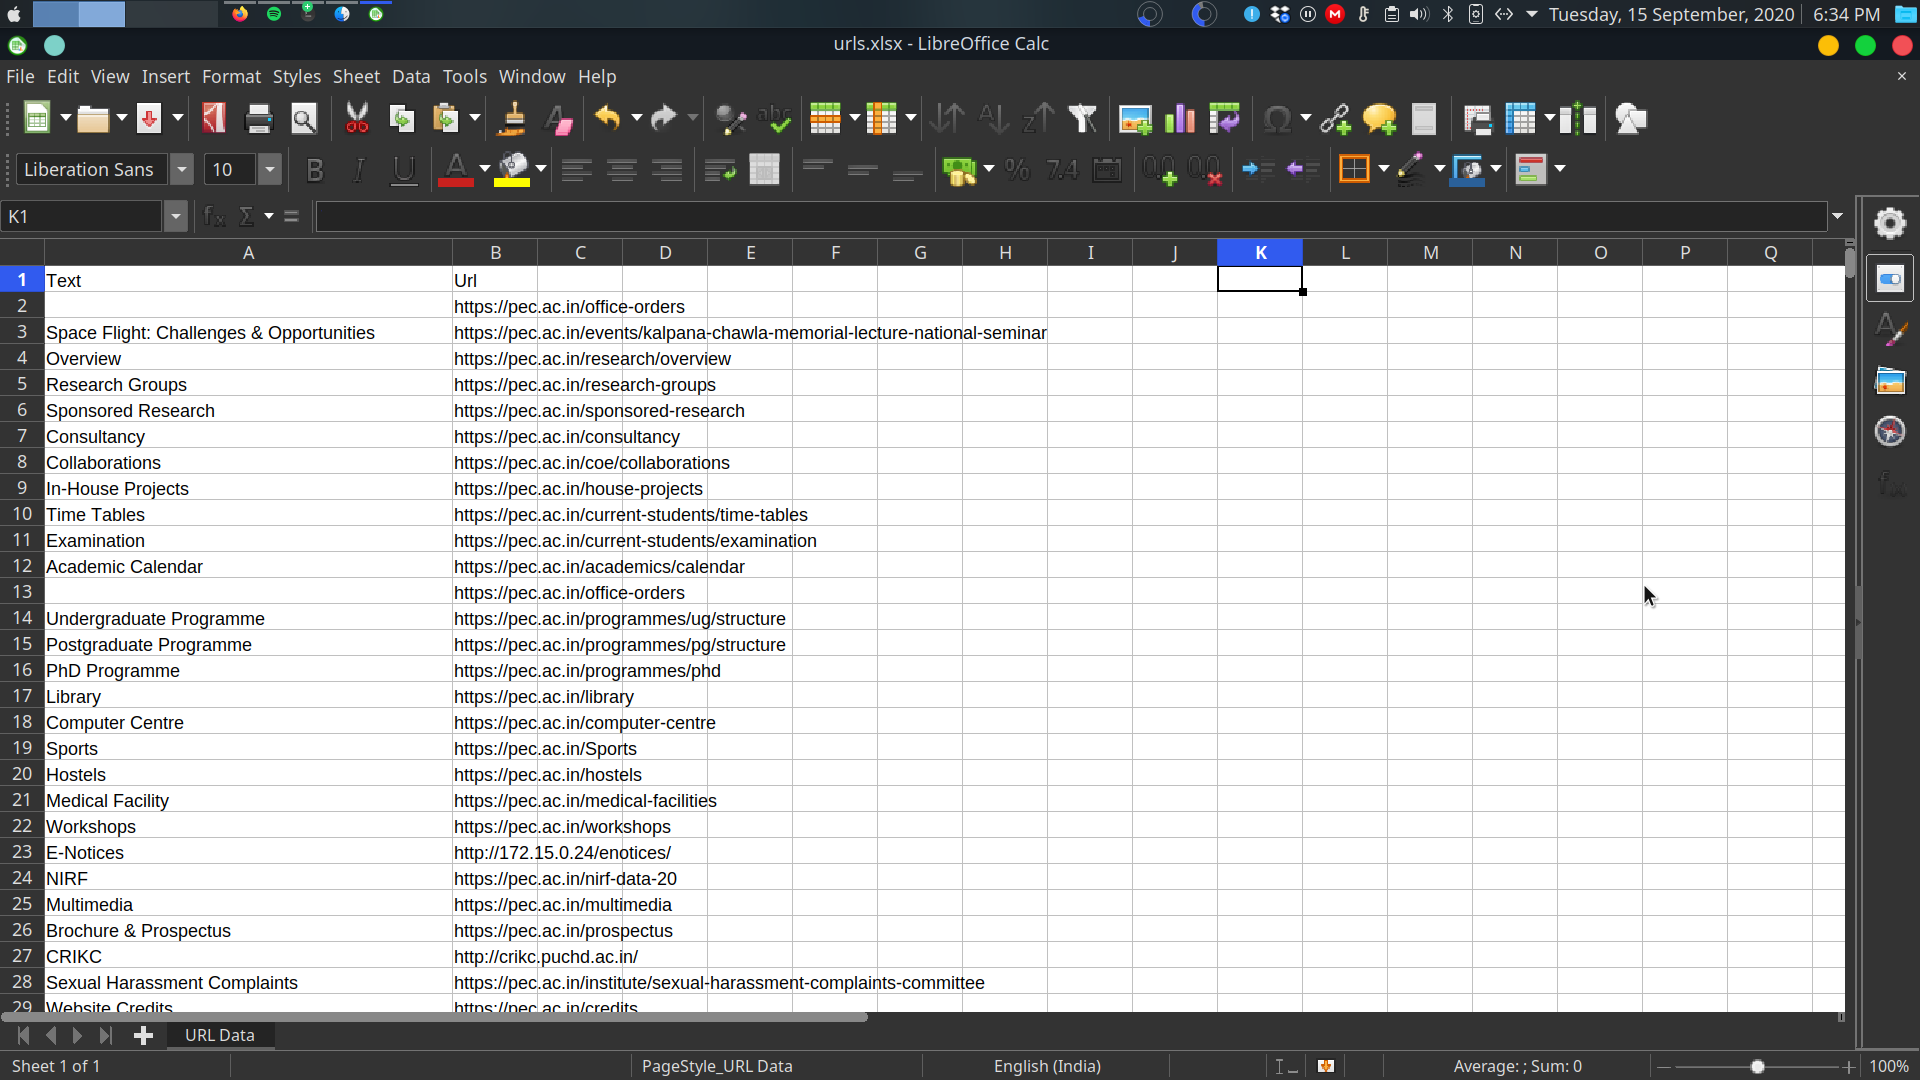 Tuesday, 15 September, 2020 6:34 PM
urls.xlsx - LibreOffice Calc
File Edit View Insert Format Styles Sheet Data Tools Window Help
Liberation Sans 10
K1
A B C D E F G H I J K L M N O P Q
1 Text Url
2 https://pec.ac.in/office-orders
3 Space Flight: Challenges & Opportunities https://pec.ac.in/events/kalpana-chawla-memorial-lecture-national-seminar
4 Overview https://pec.ac.in/research/overview
5 Research Groups https://pec.ac.in/research-groups
6 Sponsored Research https://pec.ac.in/sponsored-research
7 Consultancy https://pec.ac.in/consultancy
8 Collaborations https://pec.ac.in/coe/collaborations
9 In-House Projects https://pec.ac.in/house-projects
10 Time Tables https://pec.ac.in/current-students/time-tables
11 Examination https://pec.ac.in/current-students/examination
12 Academic Calendar https://pec.ac.in/academics/calendar
13 https://pec.ac.in/office-orders
14 Undergraduate Programme https://pec.ac.in/programmes/ug/structure
15 Postgraduate Programme https://pec.ac.in/programmes/pg/structure
16 PhD Programme https://pec.ac.in/programmes/phd
17 Library https://pec.ac.in/library
18 Computer Centre https://pec.ac.in/computer-centre
19 Sports https://pec.ac.in/Sports
20 Hostels https://pec.ac.in/hostels
21 Medical Facility https://pec.ac.in/medical-facilities
22 Workshops https://pec.ac.in/workshops
23 E-Notices http://172.15.0.24/enotices/
24 NIRF https://pec.ac.in/nirf-data-20
25 Multimedia https://pec.ac.in/multimedia
26 Brochure & Prospectus https://pec.ac.in/prospectus
27 CRIKC http://crikc.puchd.ac.in/
28 Sexual Harassment Complaints https://pec.ac.in/institute/sexual-harassment-complaints-committee
29 Website Credits https://pec.ac.in/credits
URL Data
Sheet 1 of 1 PageStyle_URL Data English (India) Average: ; Sum: 0 100%